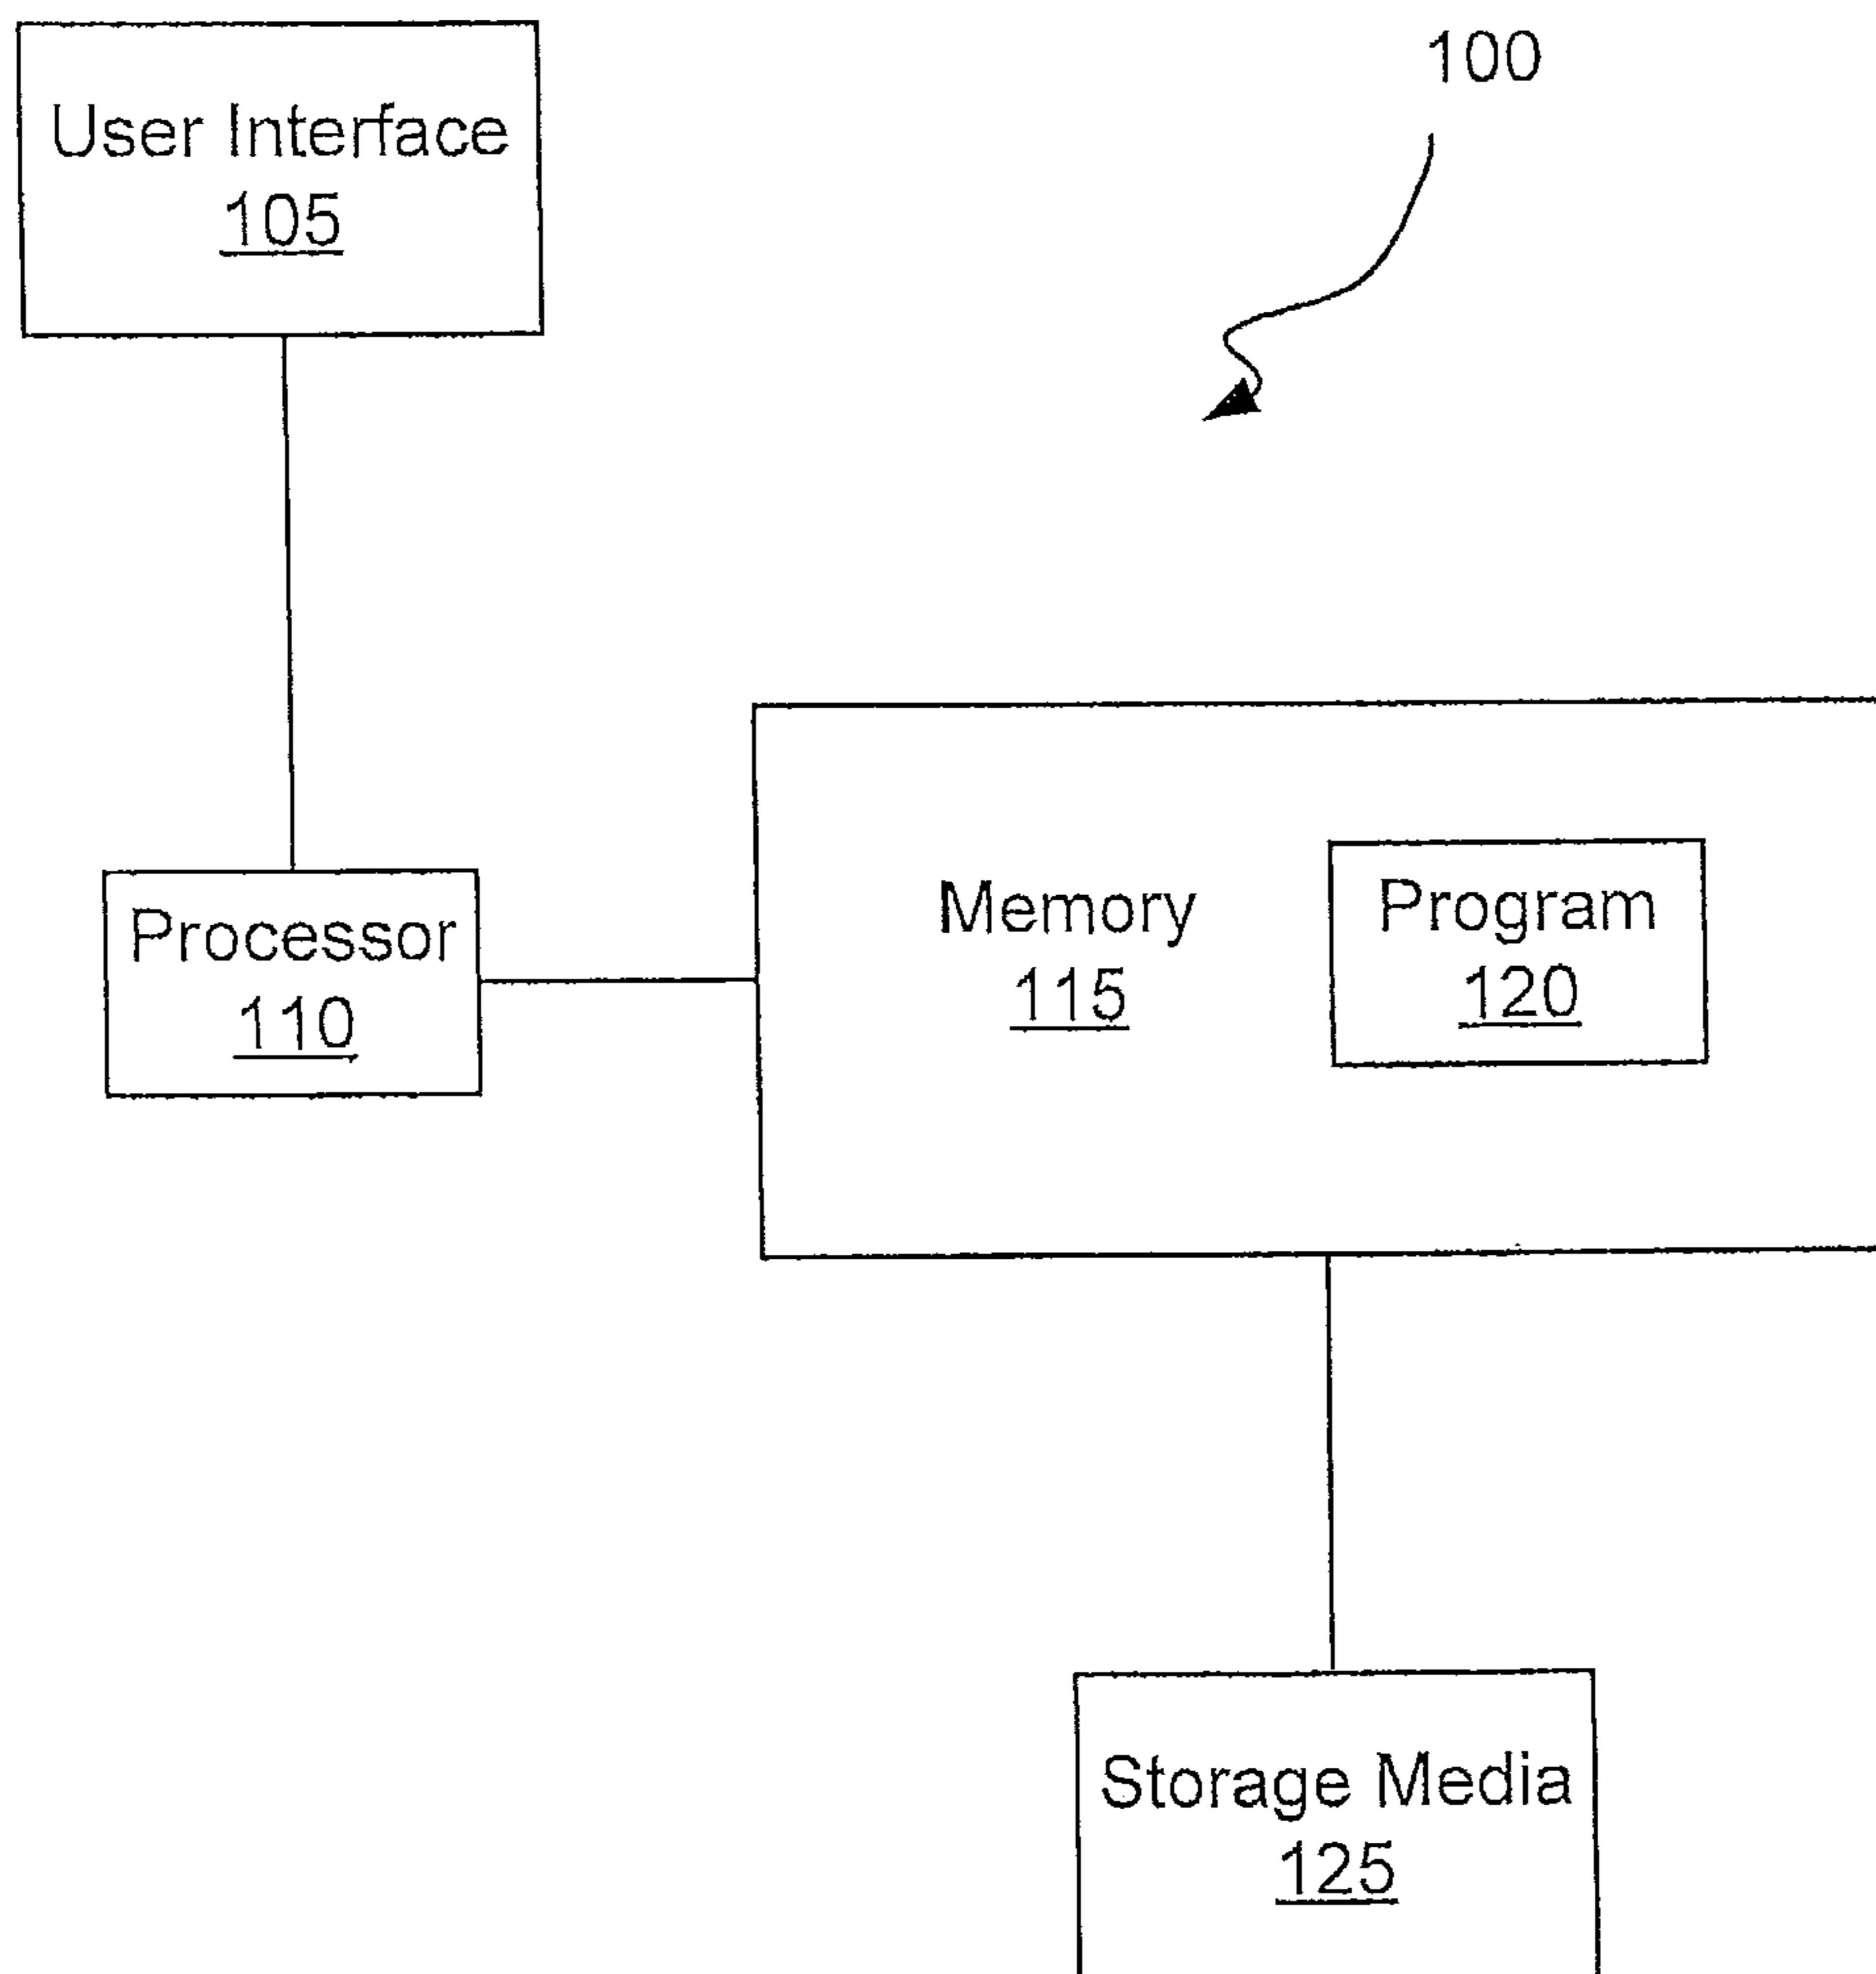 100
User Interface
105
Processor
110
Memory
115
Program
120
Storage Media
125